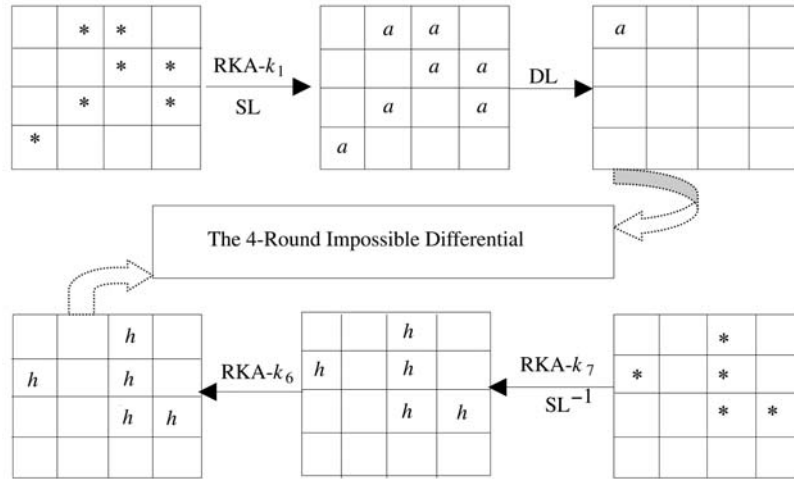 * *
* *
* *
*
RKA-k₁
SL
a a
a a
a a
a
DL
a
The 4-Round Impossible Differential
h
h h
h h
RKA-k₆
h
h h
h h
RKA-k₇
SL⁻¹
*
* *
* *